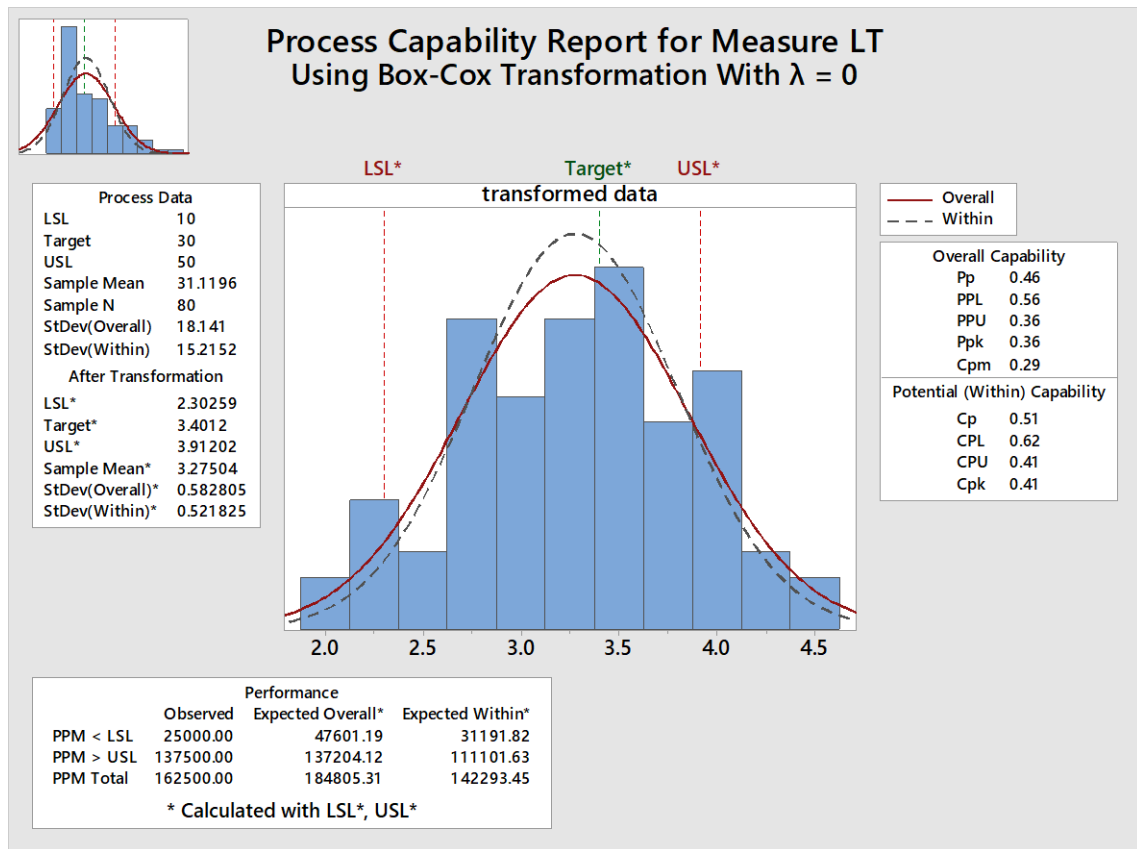 Process Capability Report for Measure LT
Using Box-Cox Transformation With λ = 0
LSL* Target* USL*
transformed data
Process Data
LSL 10
Target 30
USL 50
Sample Mean 31.1196
Sample N 80
StDev(Overall) 18.141
StDev(Within) 15.2152
After Transformation
LSL* 2.30259
Target* 3.4012
USL* 3.91202
Sample Mean* 3.27504
StDev(Overall)* 0.582805
StDev(Within)* 0.521825
Overall
Within
Overall Capability
Pp 0.46
PPL 0.56
PPU 0.36
Ppk 0.36
Cpm 0.29
Potential (Within) Capability
Cp 0.51
CPL 0.62
CPU 0.41
Cpk 0.41
2.0 2.5 3.0 3.5 4.0 4.5
Performance
Observed Expected Overall* Expected Within*
PPM < LSL 25000.00 47601.19 31191.82
PPM > USL 137500.00 137204.12 111101.63
PPM Total 162500.00 184805.31 142293.45
* Calculated with LSL*, USL*